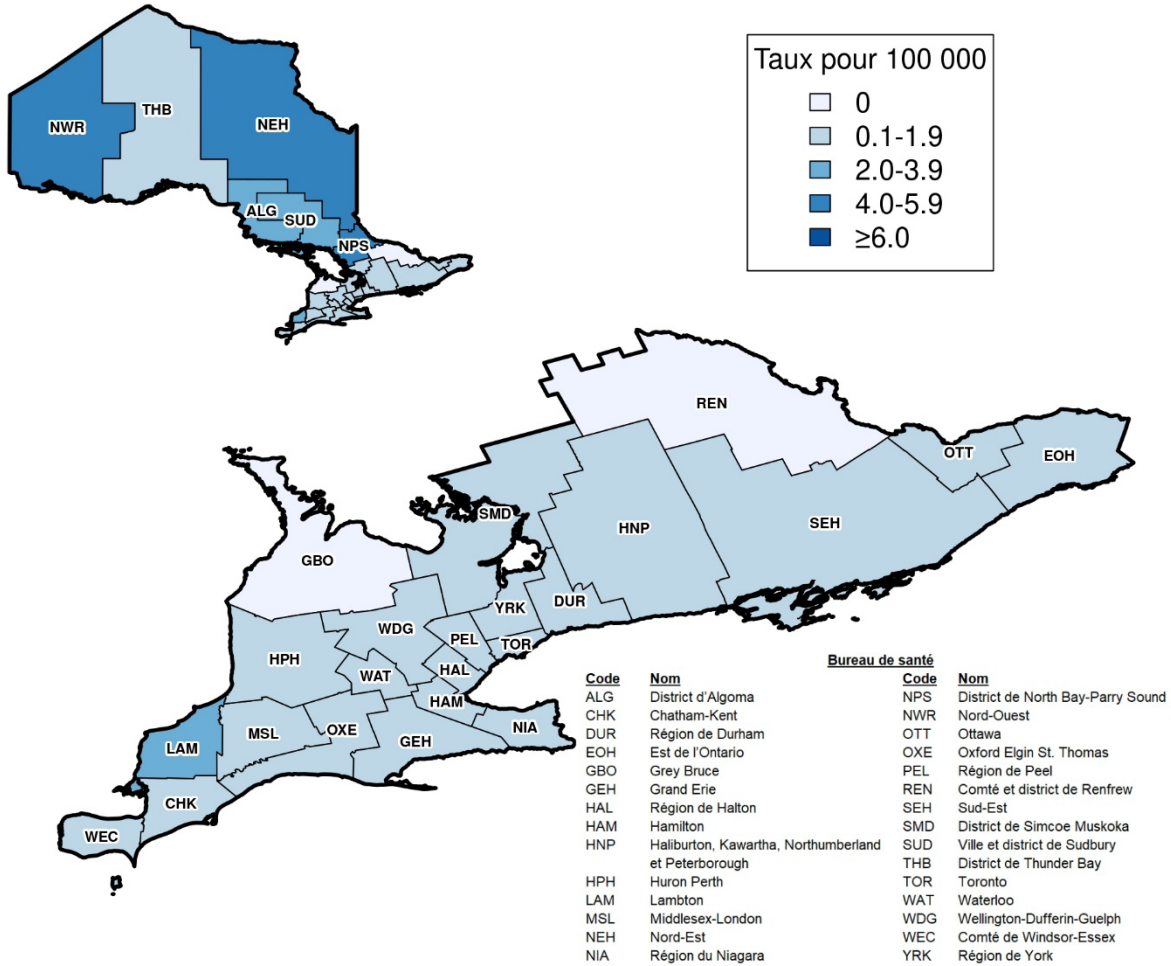 Taux pour 100 000
0
0.1-1.9
2.0-3.9
4.0-5.9
≥6.0
NWR
THB
NEH
ALG
SUD
NPS
REN
OTT
EOH
SMD
HNP
SEH
GBO
YRK
DUR
WDG
PEL
TOR
HPH
WAT
HAL
HAM
MSL
OXE
GEH
NIA
LAM
CHK
WEC
Bureau de santé
Code Nom
ALG District d'Algoma
CHK Chatham-Kent
DUR Région de Durham
EOH Est de l'Ontario
GBO Grey Bruce
GEH Grand Erie
HAL Région de Halton
HAM Hamilton
HNP Haliburton, Kawartha, Northumberland
et Peterborough
HPH Huron Perth
LAM Lambton
MSL Middlesex-London
NEH Nord-Est
NIA Région du Niagara
Code Nom
NPS District de North Bay-Parry Sound
NWR Nord-Ouest
OTT Ottawa
OXE Oxford Elgin St. Thomas
PEL Région de Peel
REN Comté et district de Renfrew
SEH Sud-Est
SMD District de Simcoe Muskoka
SUD Ville et district de Sudbury
THB District de Thunder Bay
TOR Toronto
WAT Waterloo
WDG Wellington-Dufferin-Guelph
WEC Comté de Windsor-Essex
YRK Région de York